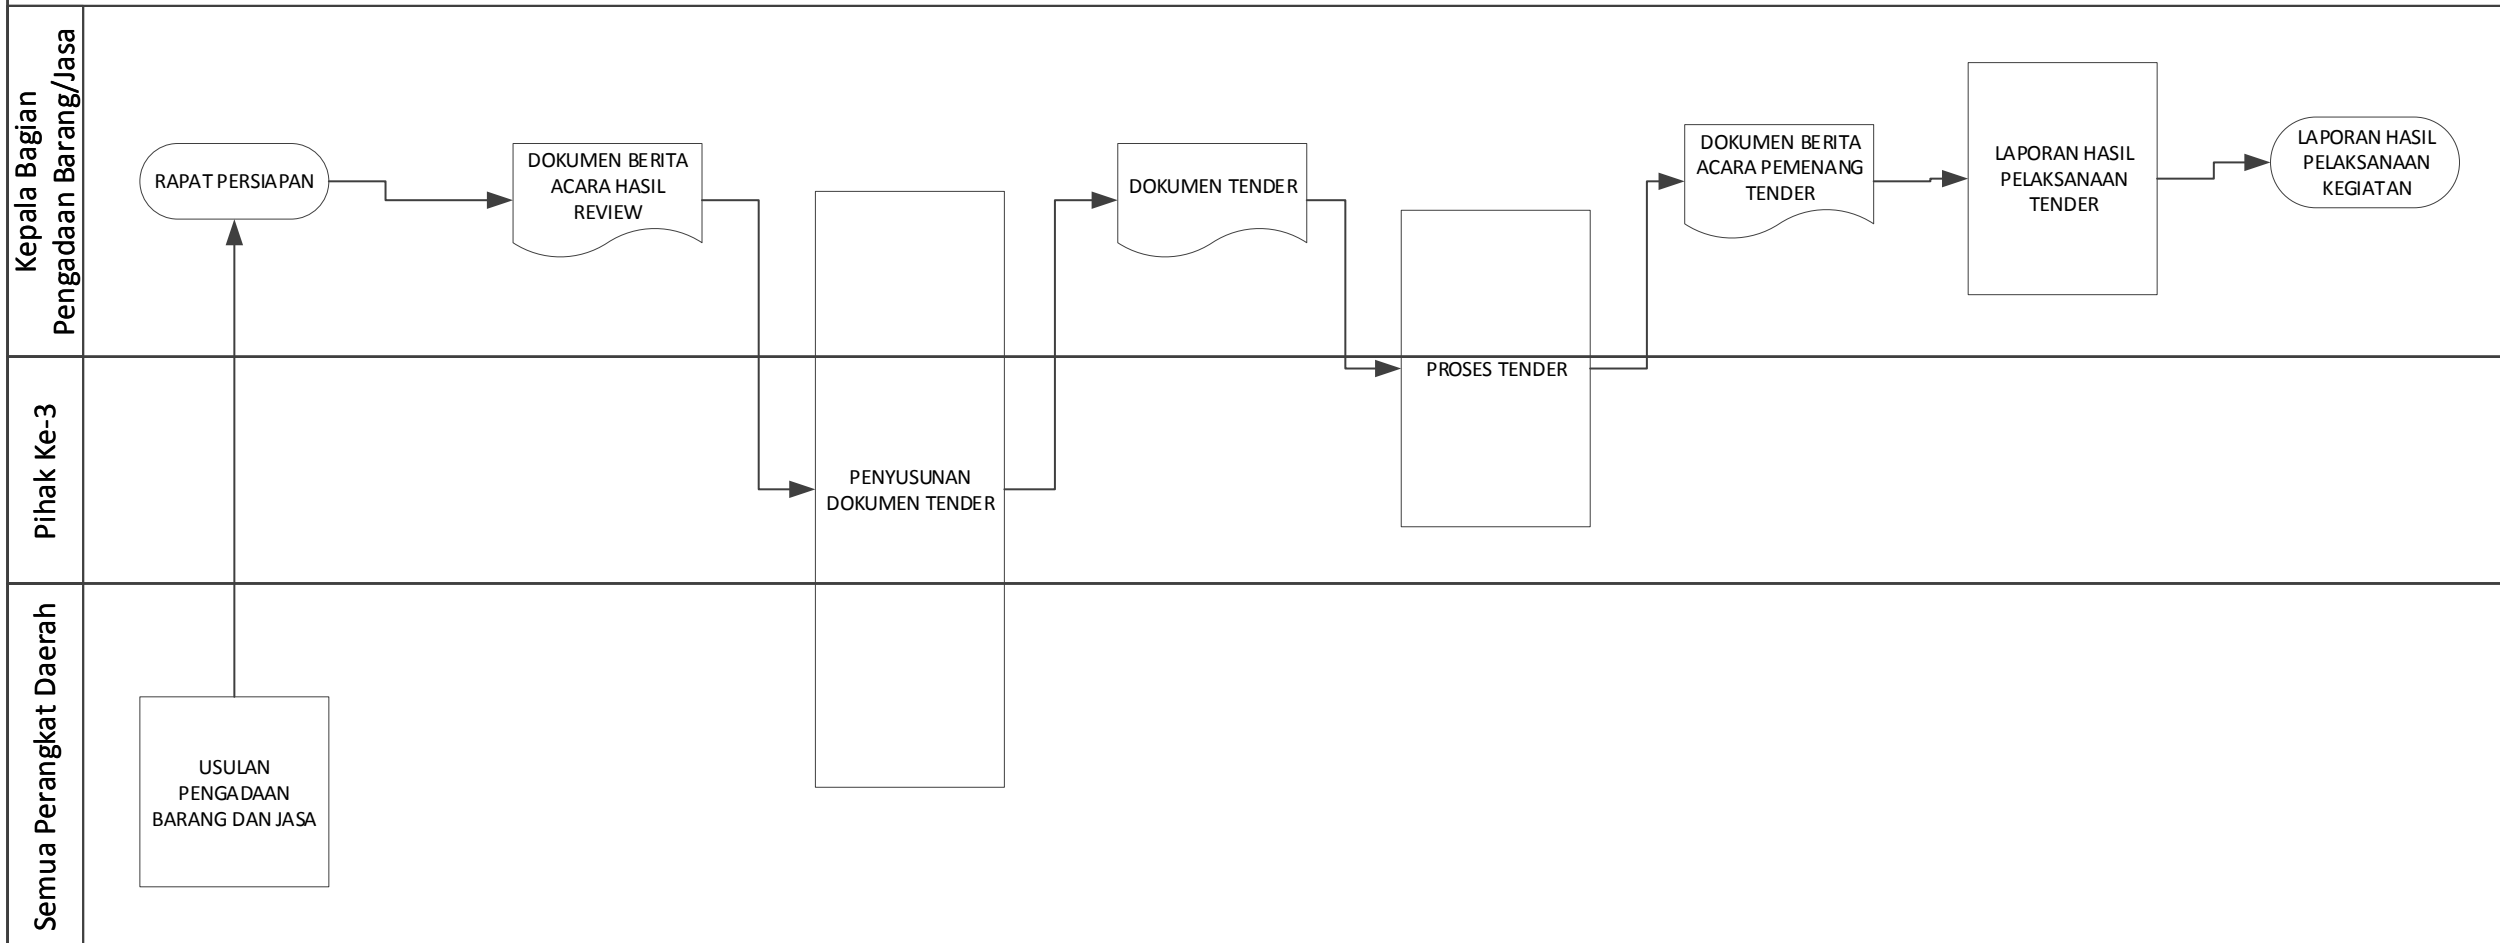 Kepala Bagian
Pengadaan Barang/Jasa
RAPAT PERSIAPAN
DOKUMEN BERITA
ACARA HASIL
REVIEW
DOKUMEN TENDER
DOKUMEN BERITA
ACARA PEMENANG
TENDER
LAPORAN HASIL
PELAKSANAAN
TENDER
LAPORAN HASIL
PELAKSANAAN
KEGIATAN
Pihak Ke-3
PENYUSUNAN
DOKUMEN TENDER
PROSES TENDER
Semua Perangkat Daerah
USULAN
PENGADAAN
BARANG DAN JASA